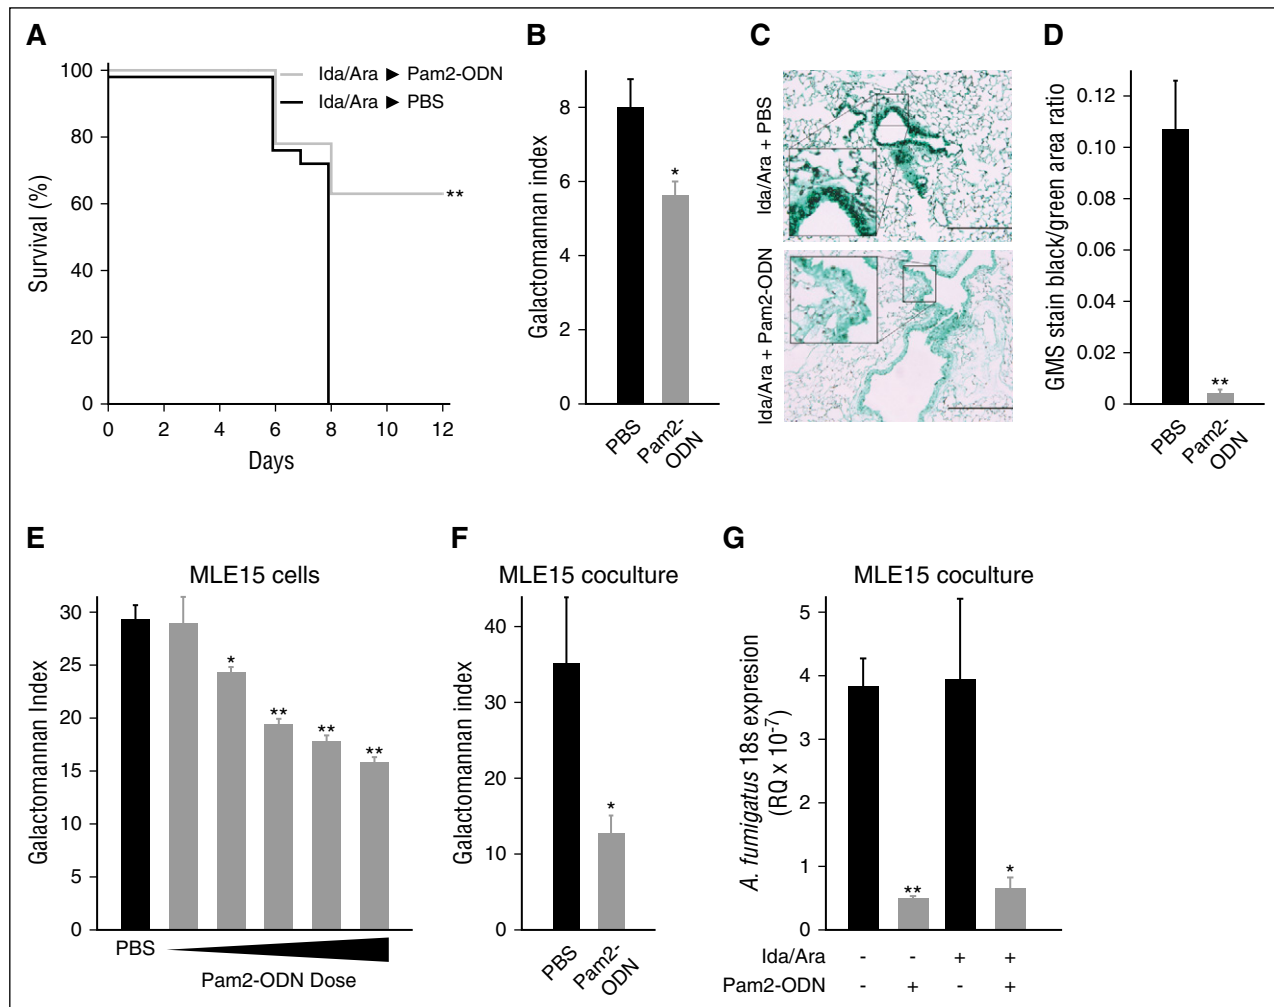 A
100
80
60
40
20
0
Survival (%)
Ida/Ara ► Pam2-ODN
Ida/Ara ► PBS
**
0 2 4 6 8 10 12
Days
B
8
6
4
2
0
Galactomannan index
*
PBS
Pam2-
ODN
C
Ida/Ara + PBS
Ida/Ara + Pam2-ODN
D
0.12
0.10
0.08
0.06
0.04
0.02
0
GMS stain black/green area ratio
**
PBS
Pam2-
ODN
E
MLE15 cells
30
25
20
15
10
5
0
Galactomannan Index
*
**
**
**
PBS
Pam2-ODN Dose
F
MLE15 coculture
40
30
20
10
0
Galactomannan index
*
PBS
Pam2-
ODN
G
MLE15 coculture
5
4
3
2
1
0
A. fumigatus 18s expresion
(RQ x 10-7)
**
*
Ida/Ara - - + +
Pam2-ODN - + - +